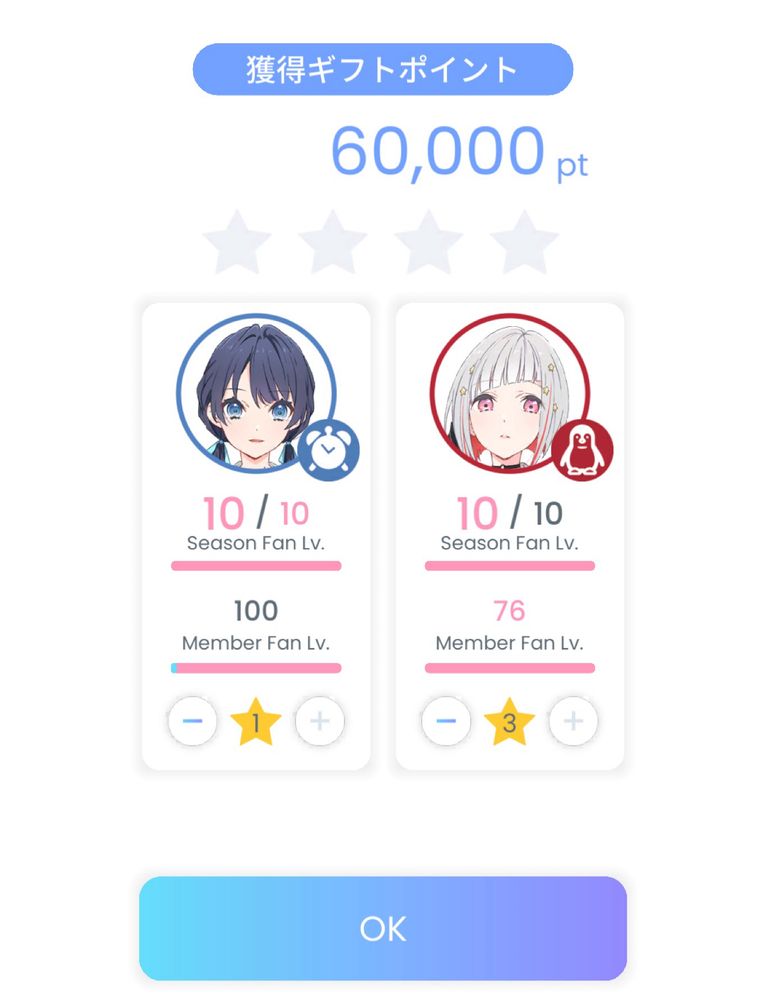 獲得ギフトポイント
60,000 pt
10 / 10
Season Fan Lv.
100
Member Fan Lv.
− 1 +
10 / 10
Season Fan Lv.
76
Member Fan Lv.
− 3 +
OK